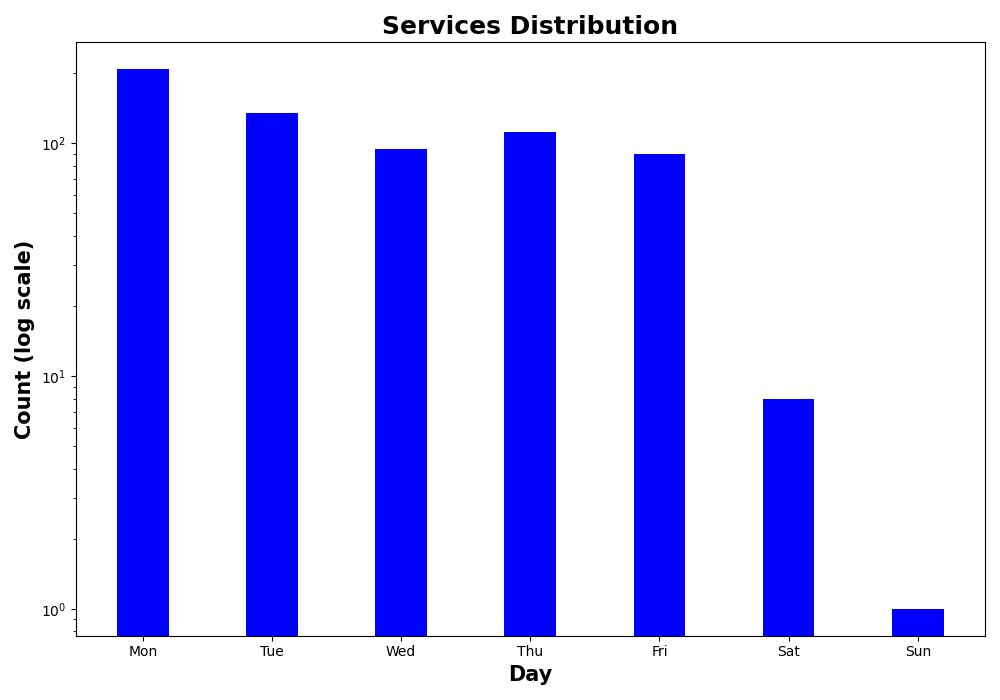 Services Distribution
Count (log scale)
10²
10¹
10⁰
Mon Tue Wed Thu Fri Sat Sun
Day